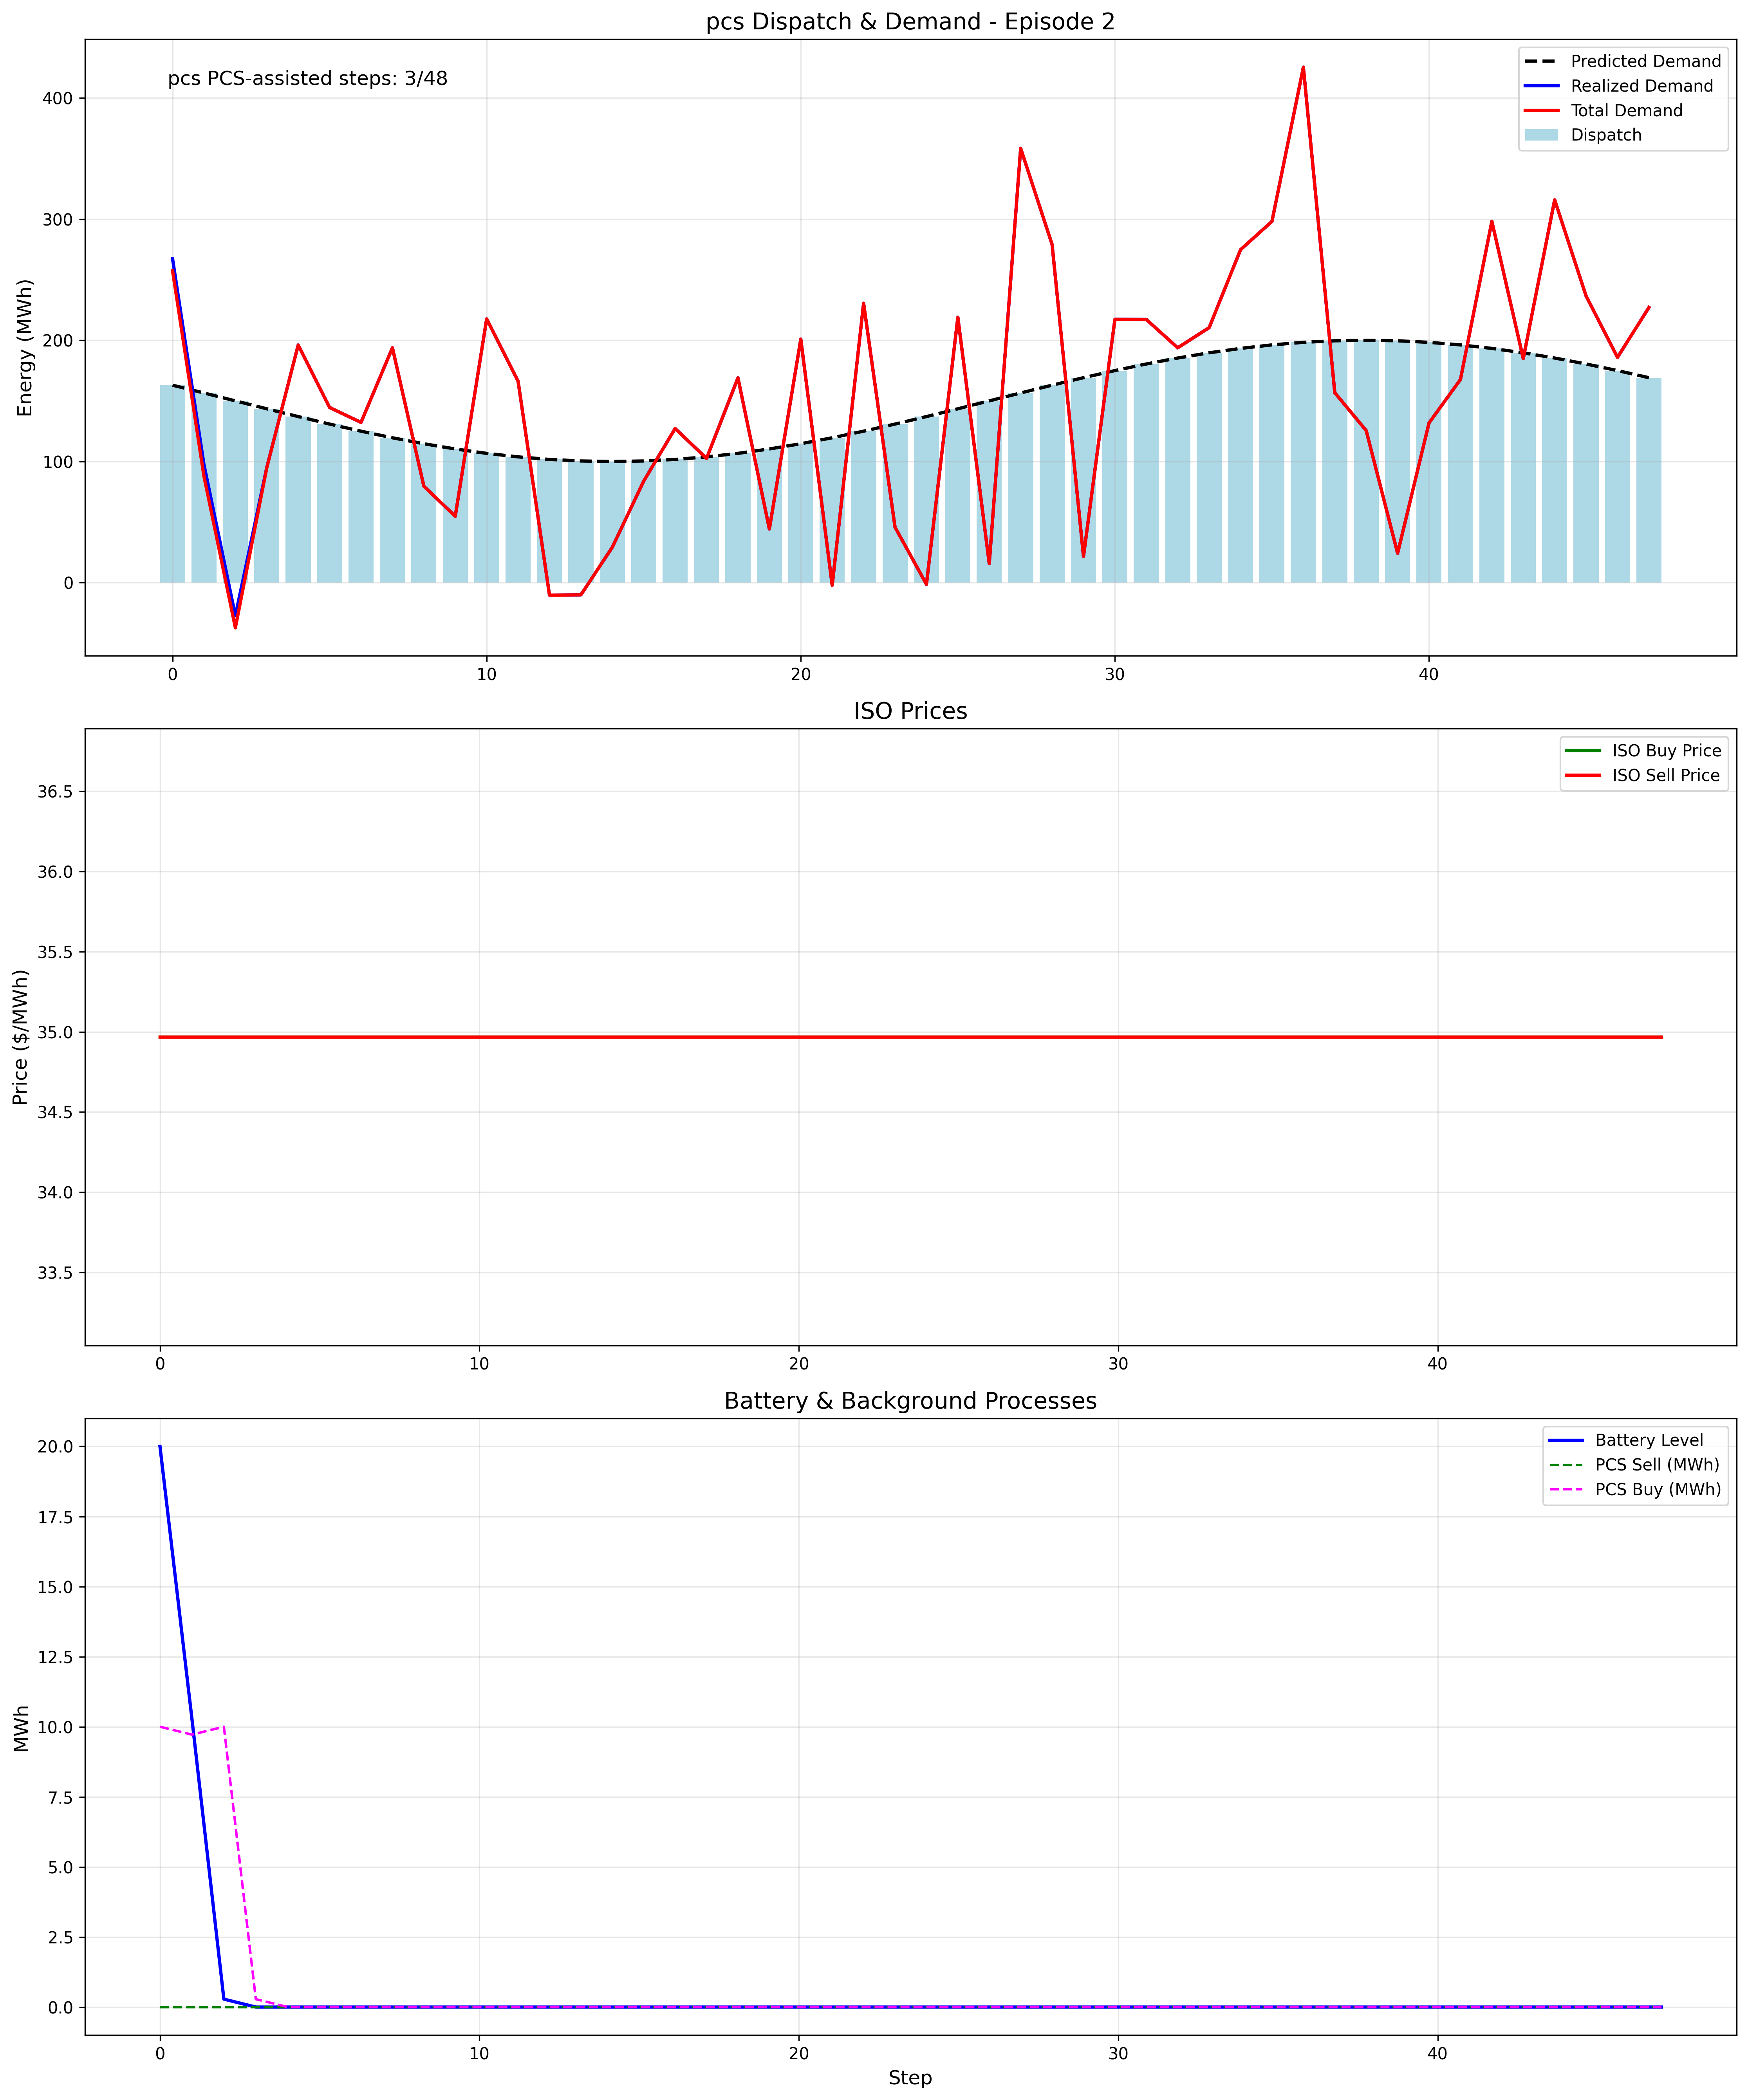 pcs Dispatch & Demand - Episode 2
pcs PCS-assisted steps: 3/48
Predicted Demand
Realized Demand
Total Demand
Dispatch
Energy (MWh)
400
300
200
100
0
0 10 20 30 40
ISO Prices
ISO Buy Price
ISO Sell Price
Price ($/MWh)
36.5
36.0
35.5
35.0
34.5
34.0
33.5
0 10 20 30 40
Battery & Background Processes
Battery Level
PCS Sell (MWh)
PCS Buy (MWh)
MWh
20.0
17.5
15.0
12.5
10.0
7.5
5.0
2.5
0.0
0 10 20 30 40
Step